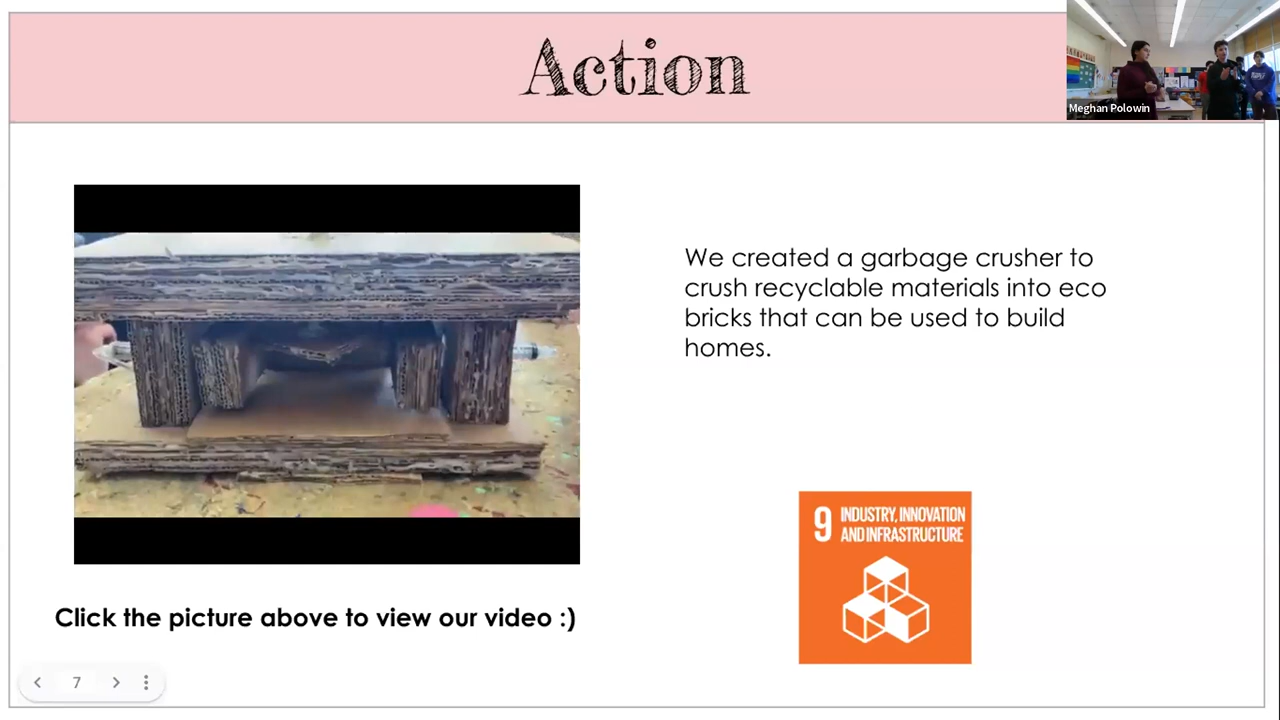 Action
Meghan Polowin
We created a garbage crusher to
crush recyclable materials into eco
bricks that can be used to build
homes.
9 INDUSTRY, INNOVATION
AND INFRASTRUCTURE
Click the picture above to view our video :)
7